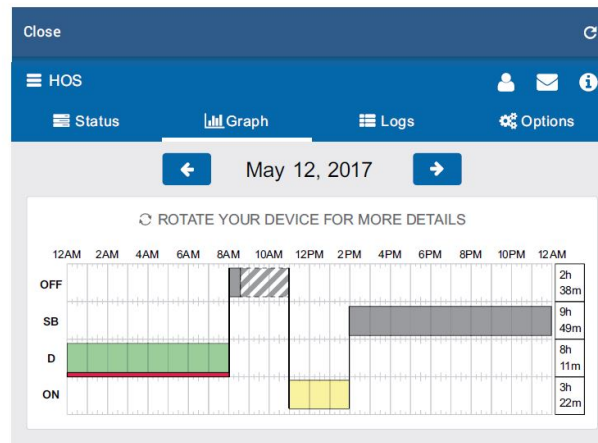 Close
HOS
Status Graph Logs Options
May 12, 2017
ROTATE YOUR DEVICE FOR MORE DETAILS
12AM 2AM 4AM 6AM 8AM 10AM 12PM 2PM 4PM 6PM 8PM 10PM 12AM
OFF 2h 38m
SB 9h 49m
D 8h 11m
ON 3h 22m